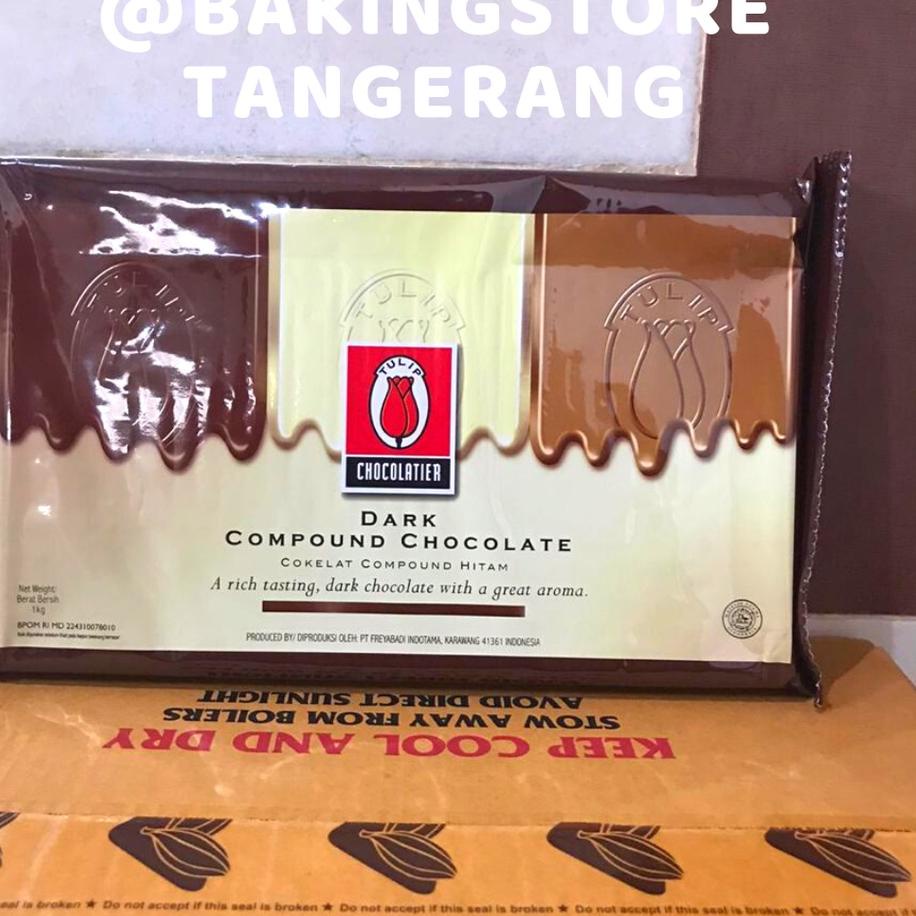 @BAKINGSTORE
TANGERANG
TULIP
TULIP
TULIP
TULIP
CHOCOLATIER
DARK
COMPOUND CHOCOLATE
COKELAT COMPOUND HITAM
A rich tasting, dark chocolate with a great aroma.
Net Weight:
Berat Bersih
1kg
BPOM RI MD 224310078010
PRODUCED BY/ DIPRODUKSI OLEH: PT FREYABADI INDOTAMA, KARAWANG 41361 INDONESIA
KEEP COOL AND DRY
STOW AWAY FROM BOILERS
AVOID DIRECT SUNLIGHT
seal is broken ★ Do not accept if this seal is broken ★ Do not accept if this seal is broken ★ Do not accept if this seal is broken ★ Do not accept if